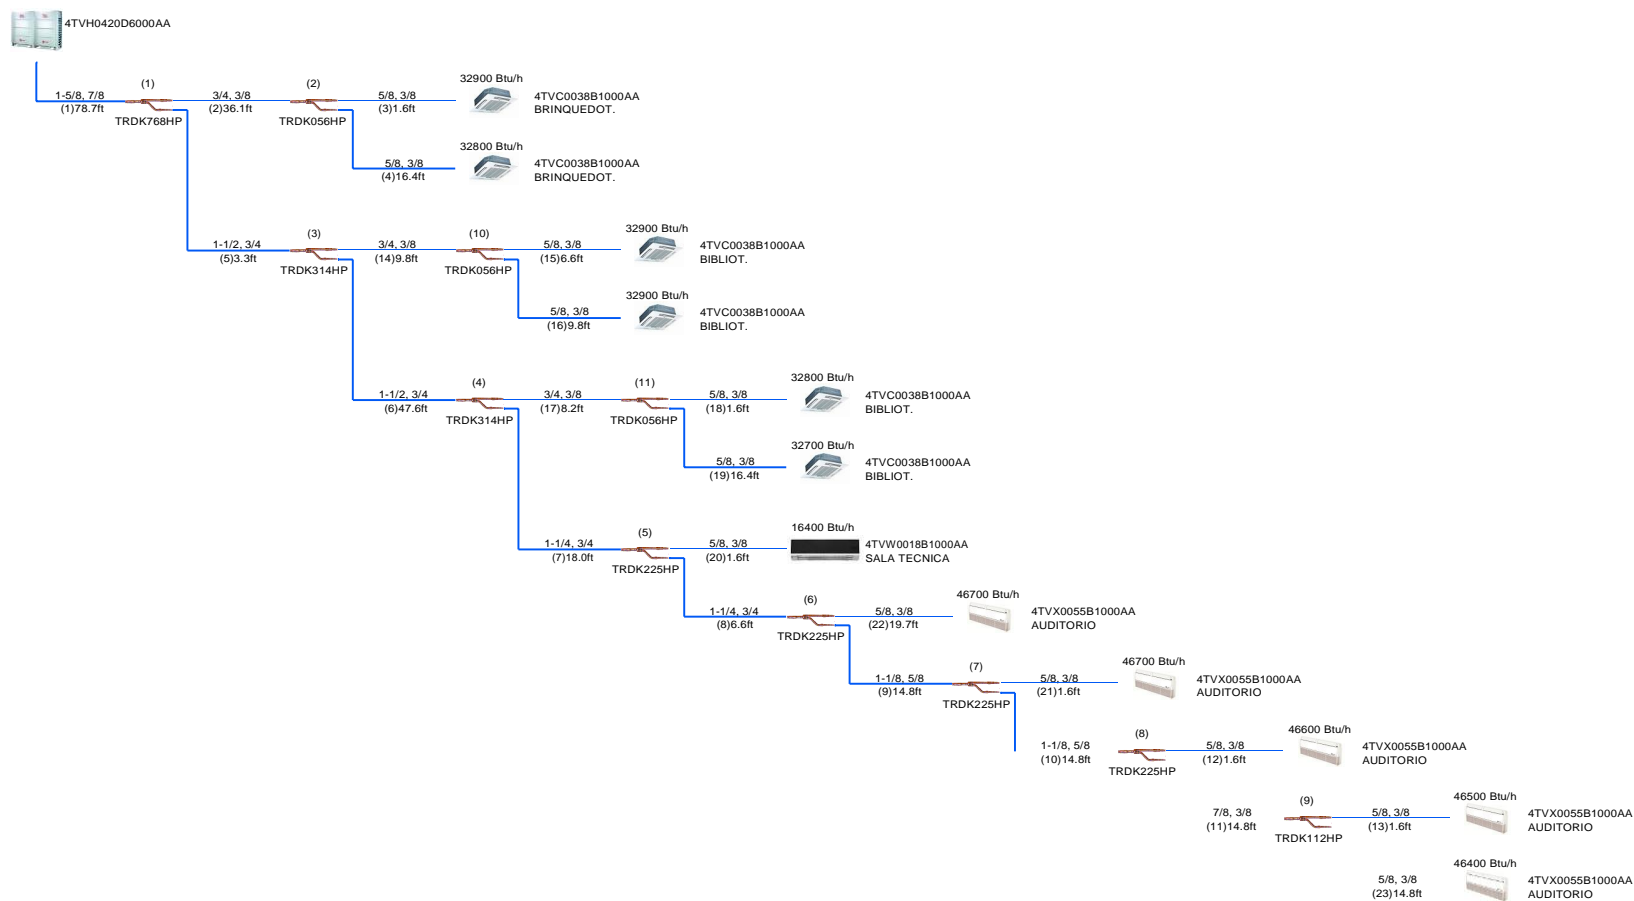 4TVH0420D6000AA
1-5/8, 7/8
(1)78.7ft
(1)
TRDK768HP
3/4, 3/8
(2)36.1ft
(2)
TRDK056HP
5/8, 3/8
(3)1.6ft
32900 Btu/h
4TVC0038B1000AA
BRINQUEDOT.
5/8, 3/8
(4)16.4ft
32800 Btu/h
4TVC0038B1000AA
BRINQUEDOT.
1-1/2, 3/4
(5)3.3ft
(3)
TRDK314HP
3/4, 3/8
(14)9.8ft
(10)
TRDK056HP
5/8, 3/8
(15)6.6ft
32900 Btu/h
4TVC0038B1000AA
BIBLIOT.
5/8, 3/8
(16)9.8ft
32900 Btu/h
4TVC0038B1000AA
BIBLIOT.
1-1/2, 3/4
(6)47.6ft
(4)
TRDK314HP
3/4, 3/8
(17)8.2ft
(11)
TRDK056HP
5/8, 3/8
(18)1.6ft
32800 Btu/h
4TVC0038B1000AA
BIBLIOT.
5/8, 3/8
(19)16.4ft
32700 Btu/h
4TVC0038B1000AA
BIBLIOT.
1-1/4, 3/4
(7)18.0ft
(5)
TRDK225HP
5/8, 3/8
(20)1.6ft
16400 Btu/h
4TVW0018B1000AA
SALA TECNICA
1-1/4, 3/4
(8)6.6ft
(6)
TRDK225HP
5/8, 3/8
(22)19.7ft
46700 Btu/h
4TVX0055B1000AA
AUDITORIO
1-1/8, 5/8
(9)14.8ft
(7)
TRDK225HP
5/8, 3/8
(21)1.6ft
46700 Btu/h
4TVX0055B1000AA
AUDITORIO
1-1/8, 5/8
(10)14.8ft
(8)
TRDK225HP
5/8, 3/8
(12)1.6ft
46600 Btu/h
4TVX0055B1000AA
AUDITORIO
7/8, 3/8
(11)14.8ft
(9)
TRDK112HP
5/8, 3/8
(13)1.6ft
46500 Btu/h
4TVX0055B1000AA
AUDITORIO
5/8, 3/8
(23)14.8ft
46400 Btu/h
4TVX0055B1000AA
AUDITORIO